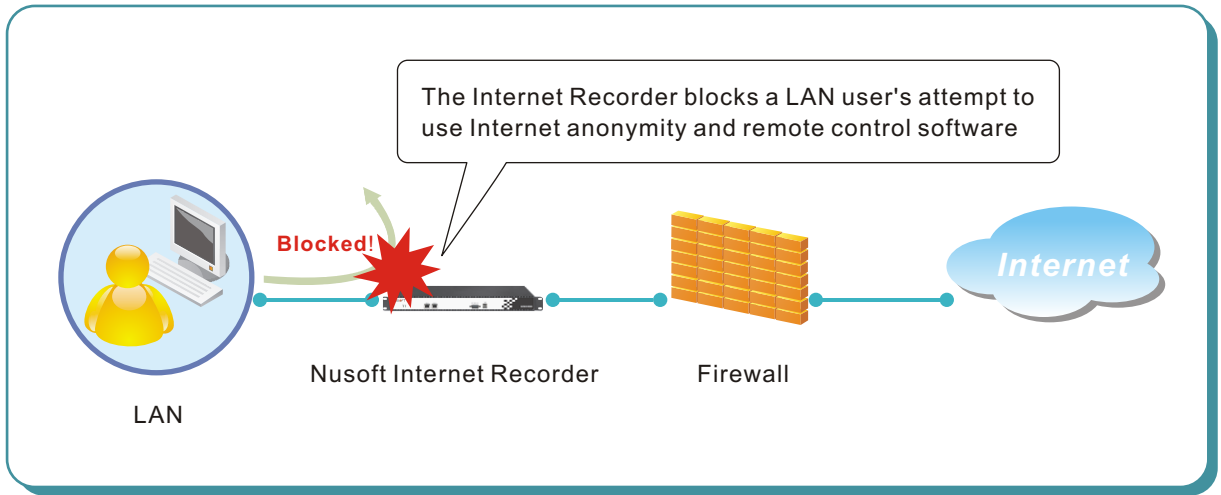 The Internet Recorder blocks a LAN user's attempt to
use Internet anonymity and remote control software
Blocked!
Internet
Nusoft Internet Recorder
Firewall
LAN